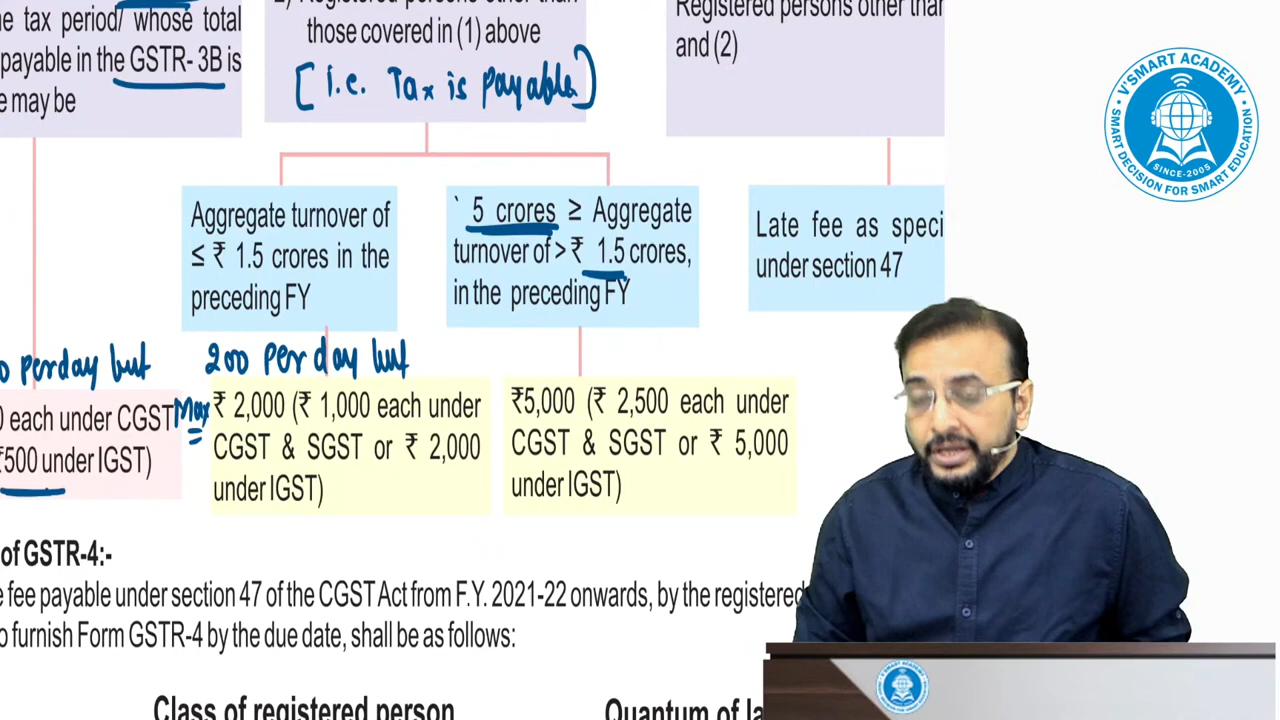 e tax period/ whose total
payable in the GSTR- 3B is
e may be
those covered in (1) above
[i.e. Tax is payable]
Registered persons other than
and (2)
Aggregate turnover of
≤ ₹ 1.5 crores in the
preceding FY
` 5 crores ≥ Aggregate
turnover of > ₹ 1.5 crores,
in the preceding FY
Late fee as speci
under section 47
0 per day but
200 per day but
0 each under CGST
₹500 under IGST)
Max
₹ 2,000 (₹ 1,000 each under
CGST & SGST or ₹ 2,000
under IGST)
₹5,000 (₹ 2,500 each under
CGST & SGST or ₹ 5,000
under IGST)
of GSTR-4:-
e fee payable under section 47 of the CGST Act from F.Y. 2021-22 onwards, by the registered
o furnish Form GSTR-4 by the due date, shall be as follows:
Class of registered person
Quantum of la
V'SMART ACADEMY
SINCE-2005
SMART DECISION FOR SMART EDUCATION